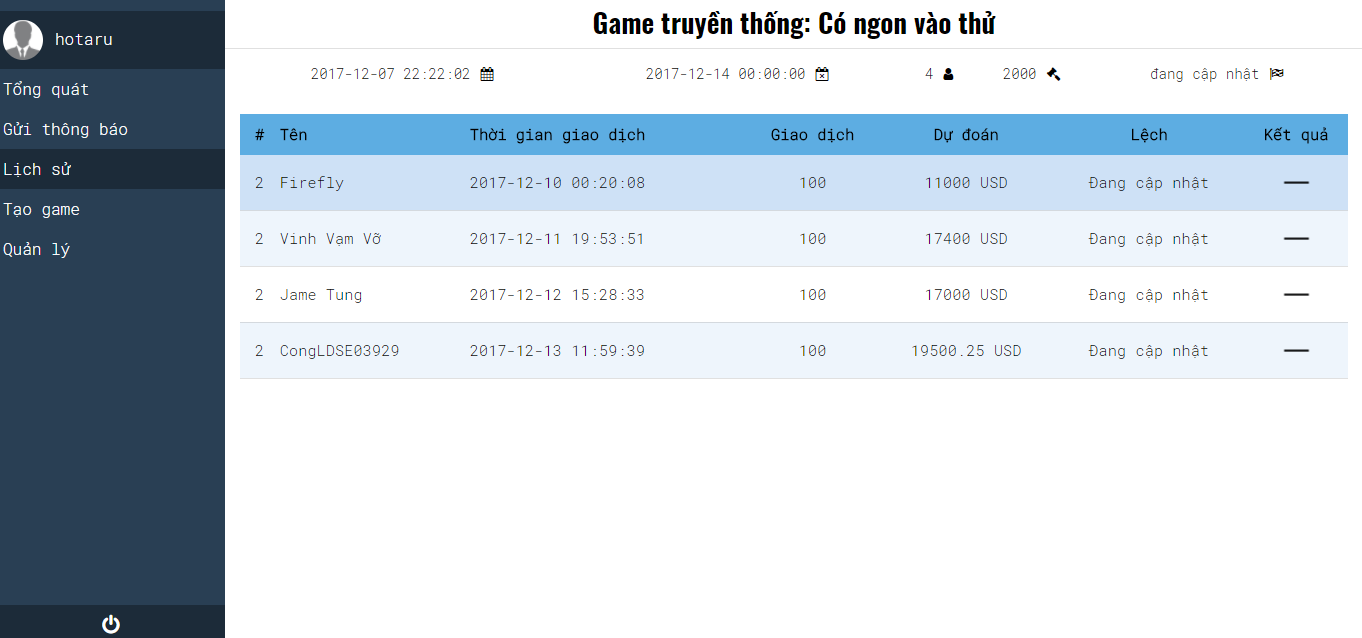 hotaru
Tổng quát
Gửi thông báo
Lịch sử
Tạo game
Quản lý
Game truyền thống: Có ngon vào thử
2017-12-07 22:22:02 2017-12-14 00:00:00 4 2000 đang cập nhật
# Tên Thời gian giao dịch Giao dịch Dự đoán Lệch Kết quả
2 Firefly 2017-12-10 00:20:08 100 11000 USD Đang cập nhật —
2 Vinh Vạm Vỡ 2017-12-11 19:53:51 100 17400 USD Đang cập nhật —
2 Jame Tung 2017-12-12 15:28:33 100 17000 USD Đang cập nhật —
2 CongLDSE03929 2017-12-13 11:59:39 100 19500.25 USD Đang cập nhật —